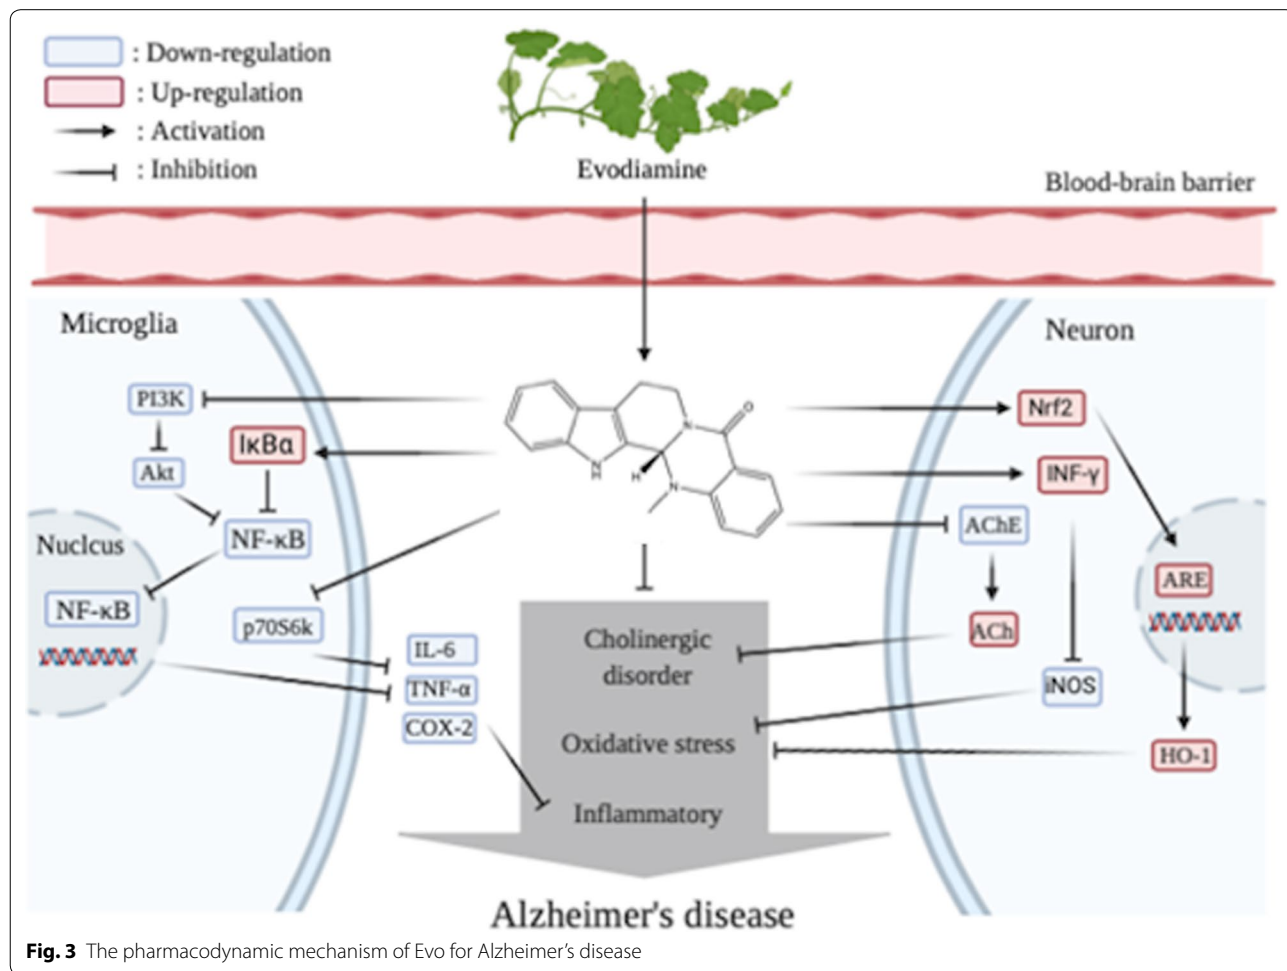 : Down-regulation
: Up-regulation
: Activation
: Inhibition
Evodiamine
Blood-brain barrier
Microglia
PI3K
IκBα
Akt
Nuclcus
NF-κB
NF-κB
p70S6k
IL-6
TNF-α
COX-2
N
O
N
H
H
N
Cholinergic
disorder
Oxidative stress
Inflammatory
Neuron
Nrf2
INF-γ
AChE
ARE
ACh
iNOS
HO-1
Alzheimer's disease
Fig. 3 The pharmacodynamic mechanism of Evo for Alzheimer’s disease